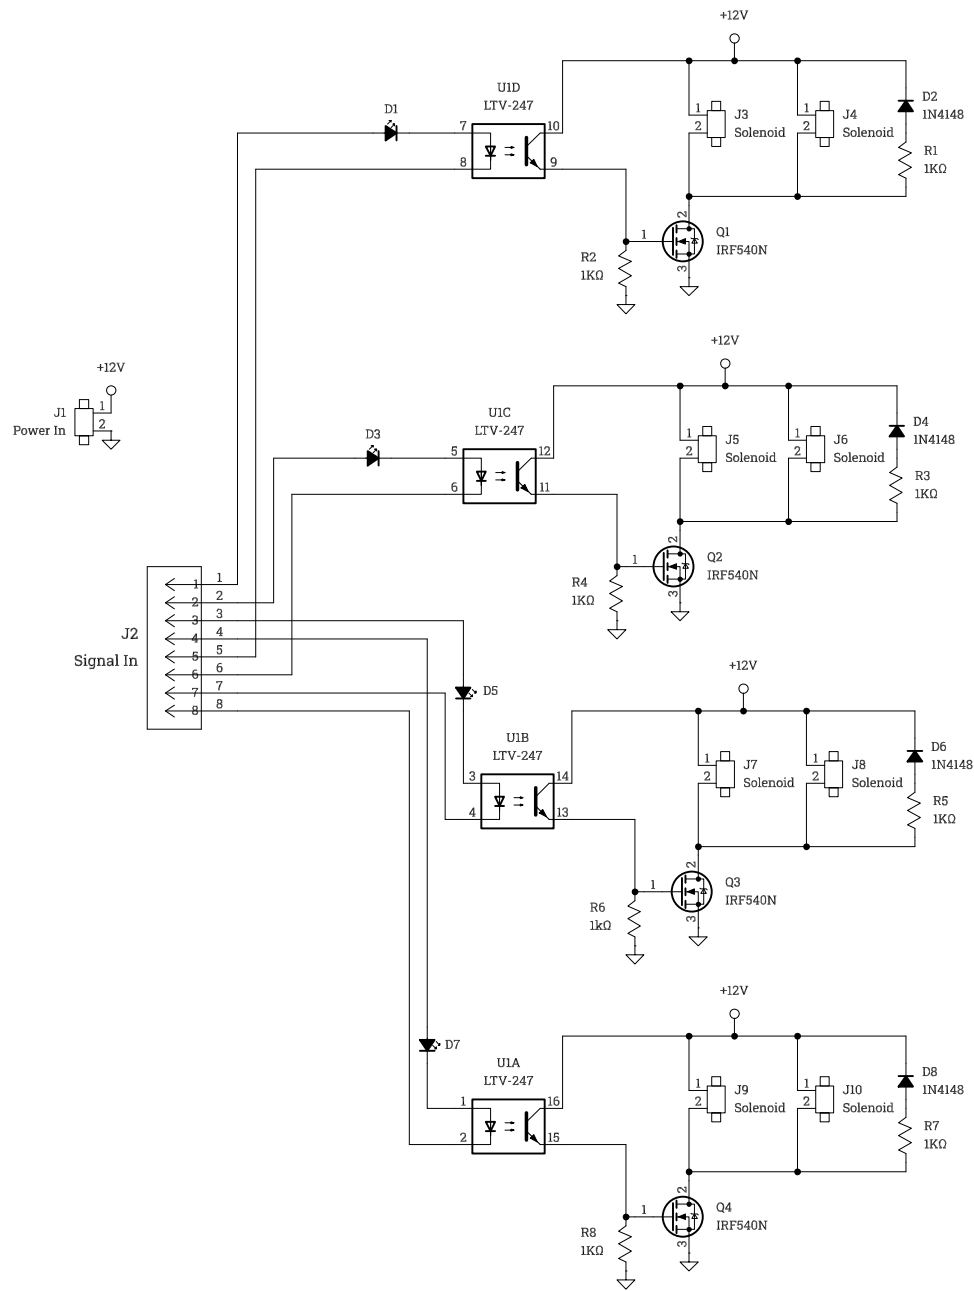 +12V
U1D
LTV-247
D1
7
8
10
9
1
2
J3
Solenoid
1
2
J4
Solenoid
D2
1N4148
R1
1KΩ
2
1
3
Q1
IRF540N
R2
1KΩ
+12V
J1
Power In
1
2
+12V
U1C
LTV-247
D3
5
6
12
11
1
2
J5
Solenoid
1
2
J6
Solenoid
D4
1N4148
R3
1KΩ
2
1
3
Q2
IRF540N
R4
1KΩ
J2
Signal In
1 1
2 2
3 3
4 4
5 5
6 6
7 7
8 8
+12V
D5
U1B
LTV-247
3
4
14
13
1
2
J7
Solenoid
1
2
J8
Solenoid
D6
1N4148
R5
1KΩ
2
1
3
Q3
IRF540N
R6
1kΩ
+12V
D7
U1A
LTV-247
1
2
16
15
1
2
J9
Solenoid
1
2
J10
Solenoid
D8
1N4148
R7
1KΩ
2
1
3
Q4
IRF540N
R8
1KΩ